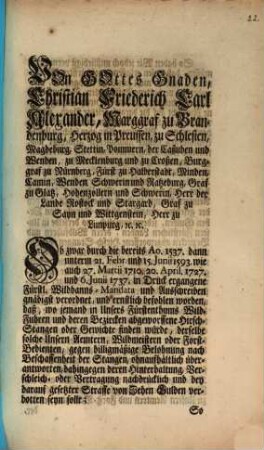 22.
Von GOttes Gnaden,
Christian Friederich Carl
Alexander, Marggraf zu Bran-
denburg, Herzog in Preussen, zu Schlesien,
Magdeburg, Stettin, Pommern, der Cassuben und
Wenden, zu Mecklenburg und zu Crossen, Burg-
graf zu Nürnberg, Fürst zu Halberstadt, Minden,
Camin, Wenden, Schwerin und Ratzeburg, Graf
zu Glatz, Hohenzollern und Schwerin, Herr der
Lande Rostock und Stargard, Graf zu
Sayn und Wittgenstein, Herr zu
Limpurg, ꝛc. ꝛc.
Ob zwar durch die bereits Ao. 1537. dann
unterm 21. Febr und 15. Junii 1593. wie
auch 27. Martii 1710. 20. April. 1727.
und 6. Junii 1737. in Druck ergangene
Fürstl. Wildbanns-Mandata und Ausschreiben
gnädigst verordnet, und ernstlich befohlen worden,
daß, wo jemand in Unsers Fürstenthums Wild-
Fuhren und deren Bezircken abgeworffene Hirsch-
Stangen oder Gewichte finden würde, derselbe
solche Unsern Aemtern, Wildmeistern oder Forst-
Bedienten, gegen billigmäßige Belohnung nach
Beschaffenheit der Stangen, ohnaufhältlich über-
antworten, dahingegen deren Hinterhaltung, Ver-
schleich- oder Vertragung nachdrücklich und bey
darauf gesetzter Straffe von Zehen Gulden ver-
botten seyn solle:
So